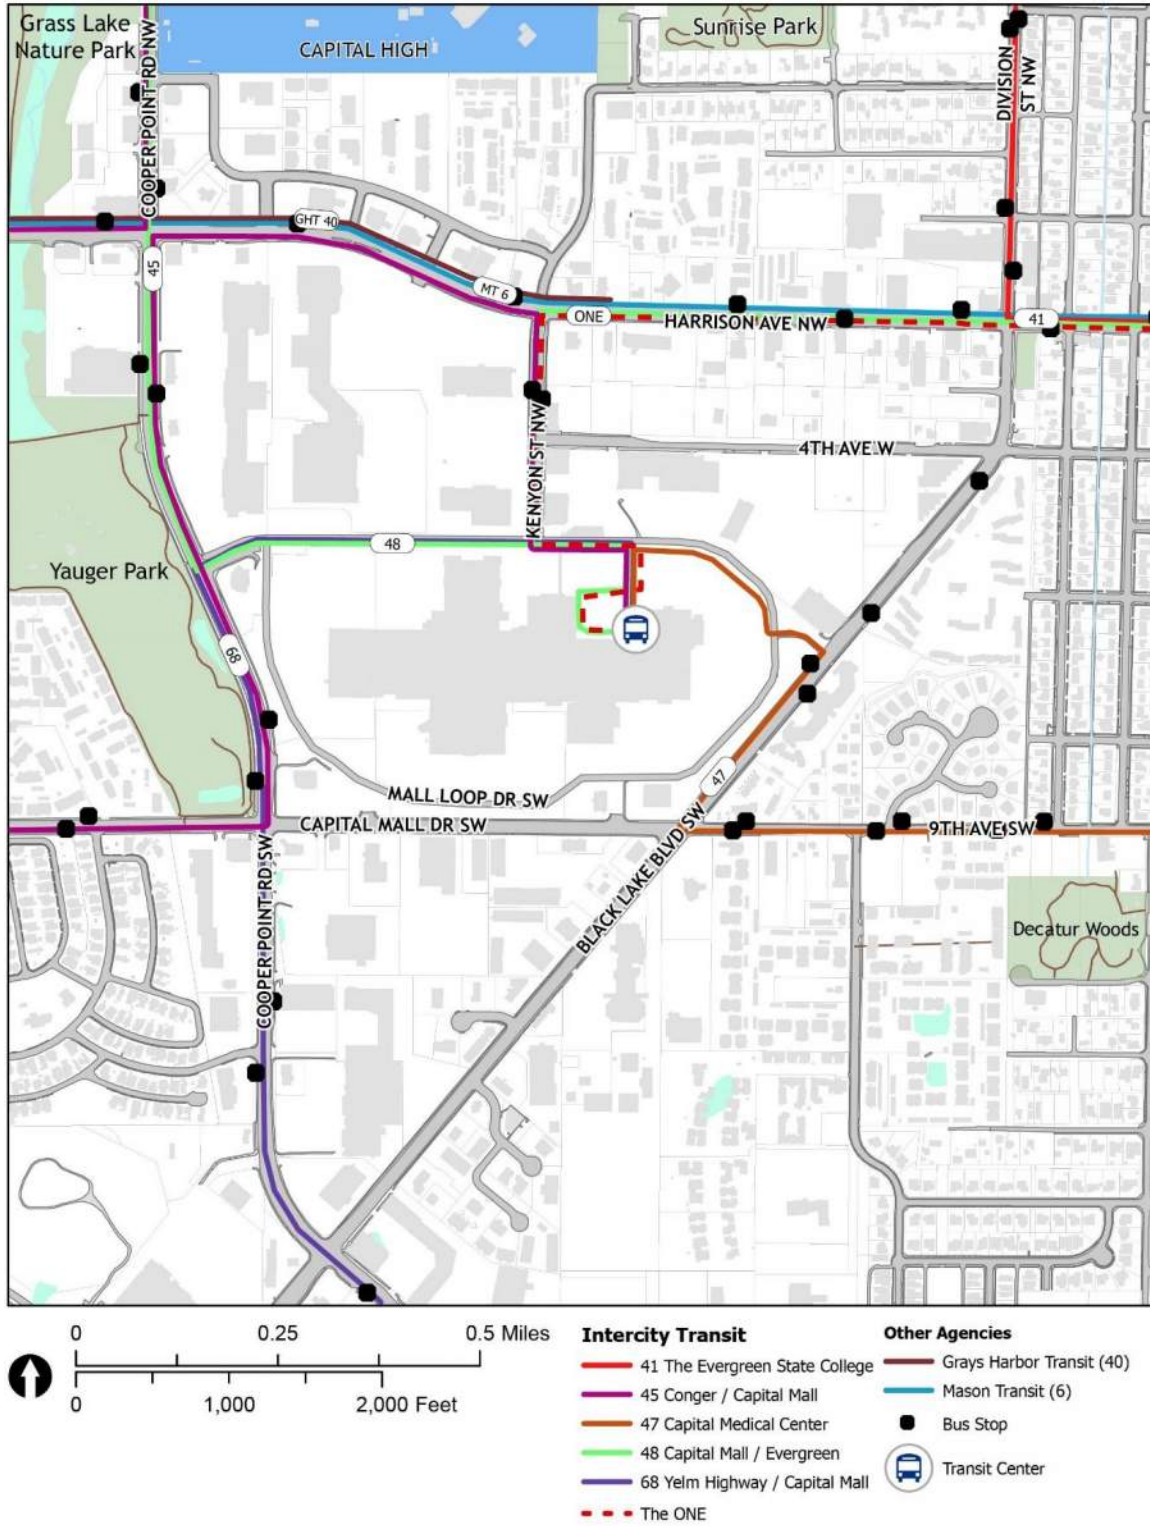 Grass Lake
Nature Park
COOPER POINT RD NW
CAPITAL HIGH
Sunrise Park
DIVISION
ST NW
GHT 40
45
MT 6
ONE
HARRISON AVE NW
41
KENYON ST NW
4TH AVE W
48
Yauger Park
68
47
MALL LOOP DR SW
CAPITAL MALL DR SW
BLACK LAKE BLVD SW
9TH AVE SW
COOPER POINT RD SW
Decatur Woods
0 0.25 0.5 Miles
0 1,000 2,000 Feet
Intercity Transit
41 The Evergreen State College
45 Conger / Capital Mall
47 Capital Medical Center
48 Capital Mall / Evergreen
68 Yelm Highway / Capital Mall
The ONE
Other Agencies
Grays Harbor Transit (40)
Mason Transit (6)
Bus Stop
Transit Center